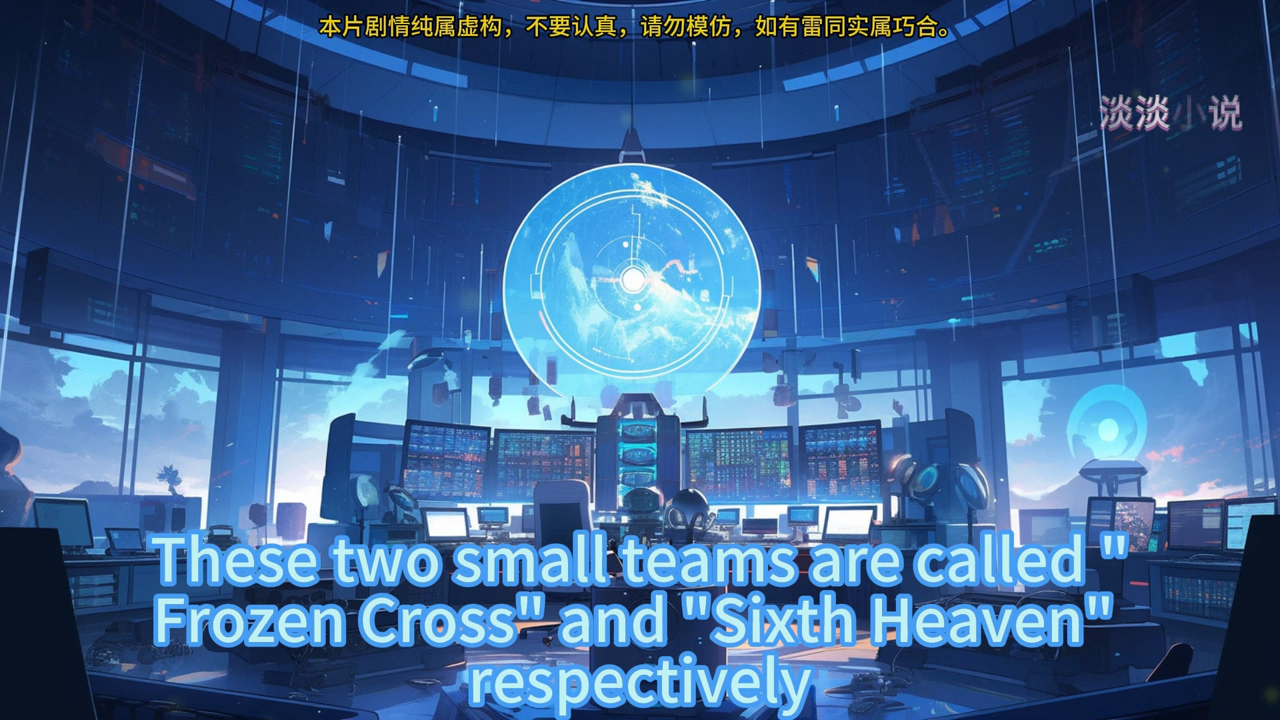 本片剧情纯属虚构，不要认真，请勿模仿，如有雷同实属巧合。
淡淡小说
These two small teams are called "
Frozen Cross" and "Sixth Heaven"
respectively